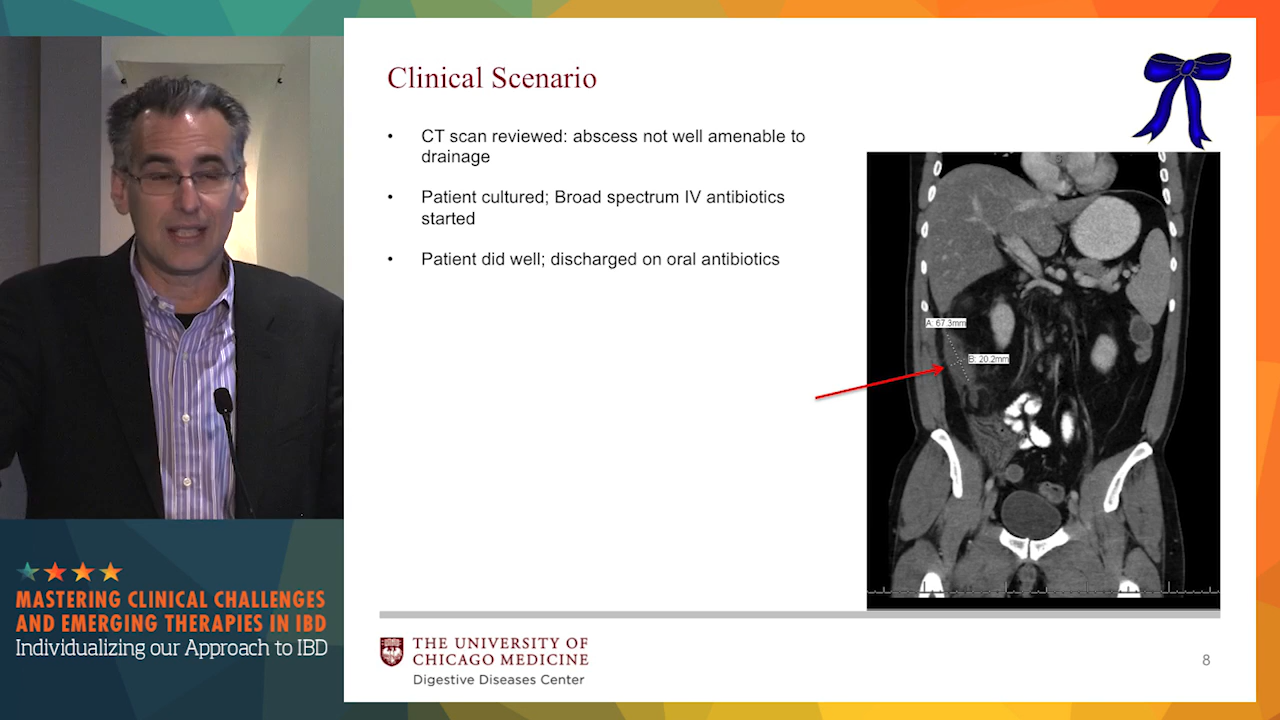 Clinical Scenario
• CT scan reviewed: abscess not well amenable to
drainage
• Patient cultured; Broad spectrum IV antibiotics
started
• Patient did well; discharged on oral antibiotics
S
A: 67.3mm
B: 20.2mm
MASTERING CLINICAL CHALLENGES
AND EMERGING THERAPIES IN IBD
Individualizing our Approach to IBD
THE UNIVERSITY OF
CHICAGO MEDICINE
Digestive Diseases Center
8